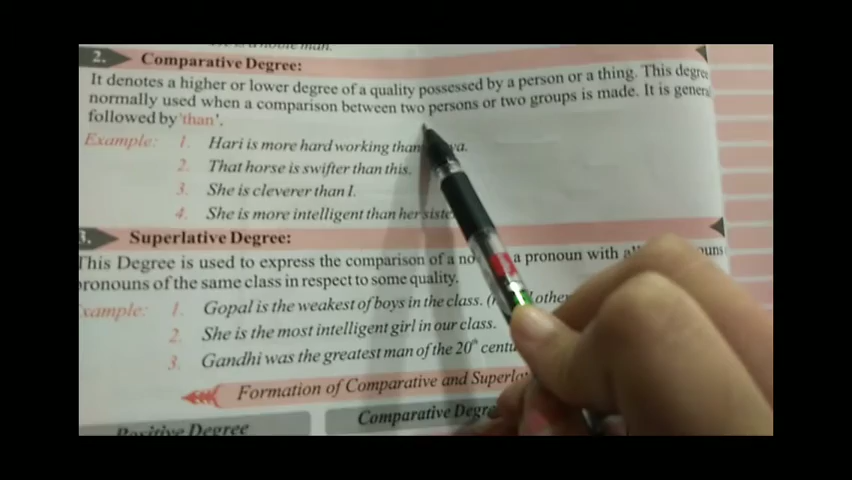 is a noble man.
2. Comparative Degree:
It denotes a higher or lower degree of a quality possessed by a person or a thing. This degre
normally used when a comparison between two persons or two groups is made. It is genera
followed by 'than'.
Example: 1. Hari is more hard working than
2. That horse is swifter than this.
3. She is cleverer than I.
4. She is more intelligent than her siste
3. Superlative Degree:
This Degree is used to express the comparison of a no a pronoun with a ouns
pronouns of the same class in respect to some quality.
xample: 1. Gopal is the weakest of boys in the class. ( other
2. She is the most intelligent girl in our class.
3. Gandhi was the greatest man of the 20th centu
Formation of Comparative and Superla
Positive Degree Comparative Degre